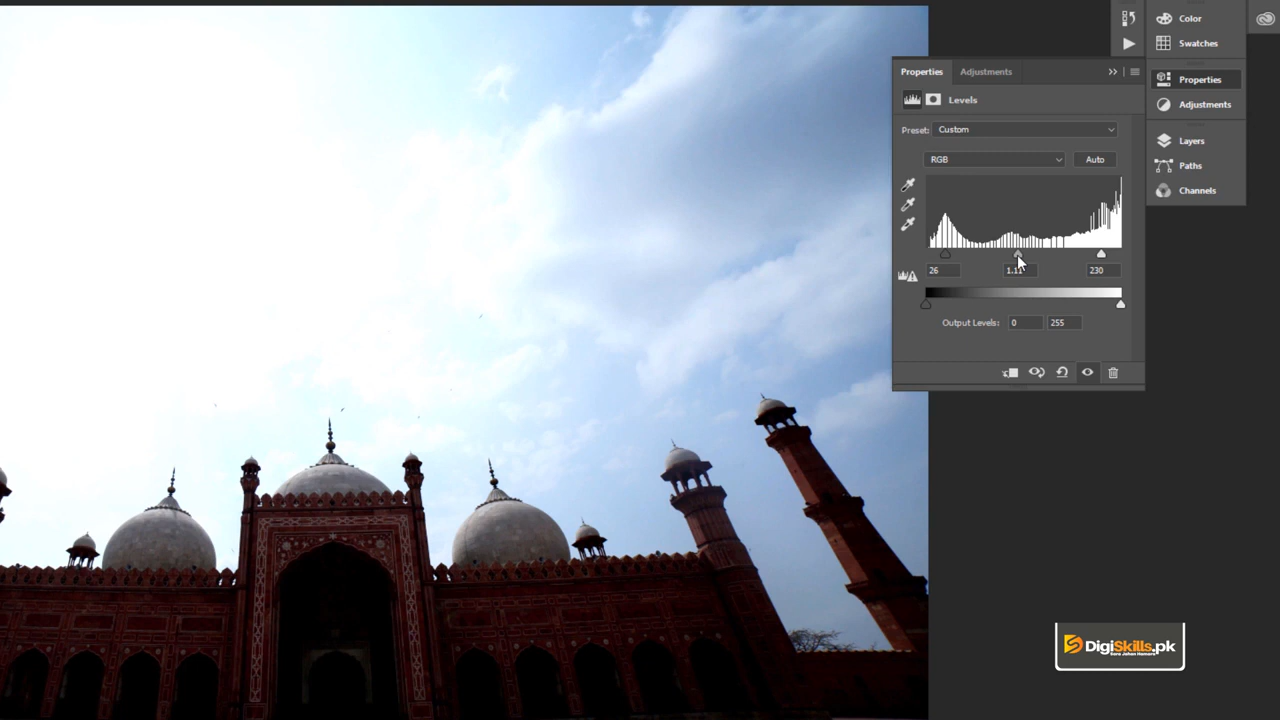 Color
Swatches
Properties
Adjustments
Properties
Adjustments
Levels
Preset:
Custom
RGB
Auto
26
230
Output Levels:
0
255
Layers
Paths
Channels
DigiSkills.pk